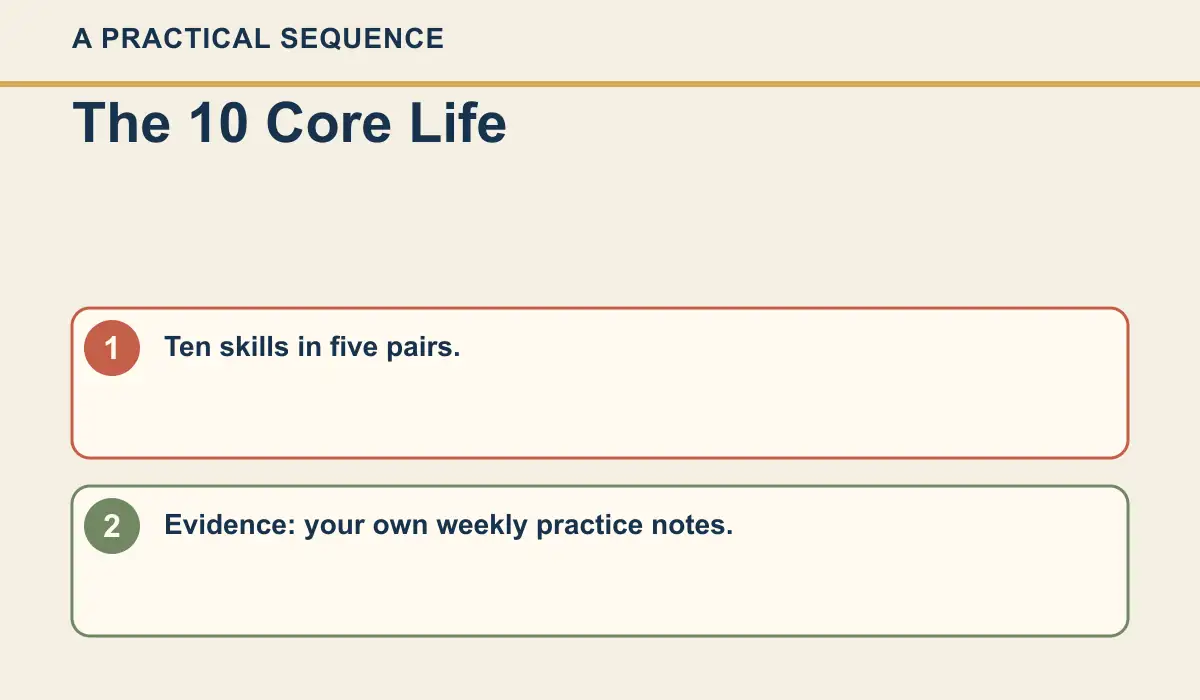 A PRACTICAL SEQUENCE
The 10 Core Life
1
Ten skills in five pairs.
2
Evidence: your own weekly practice notes.